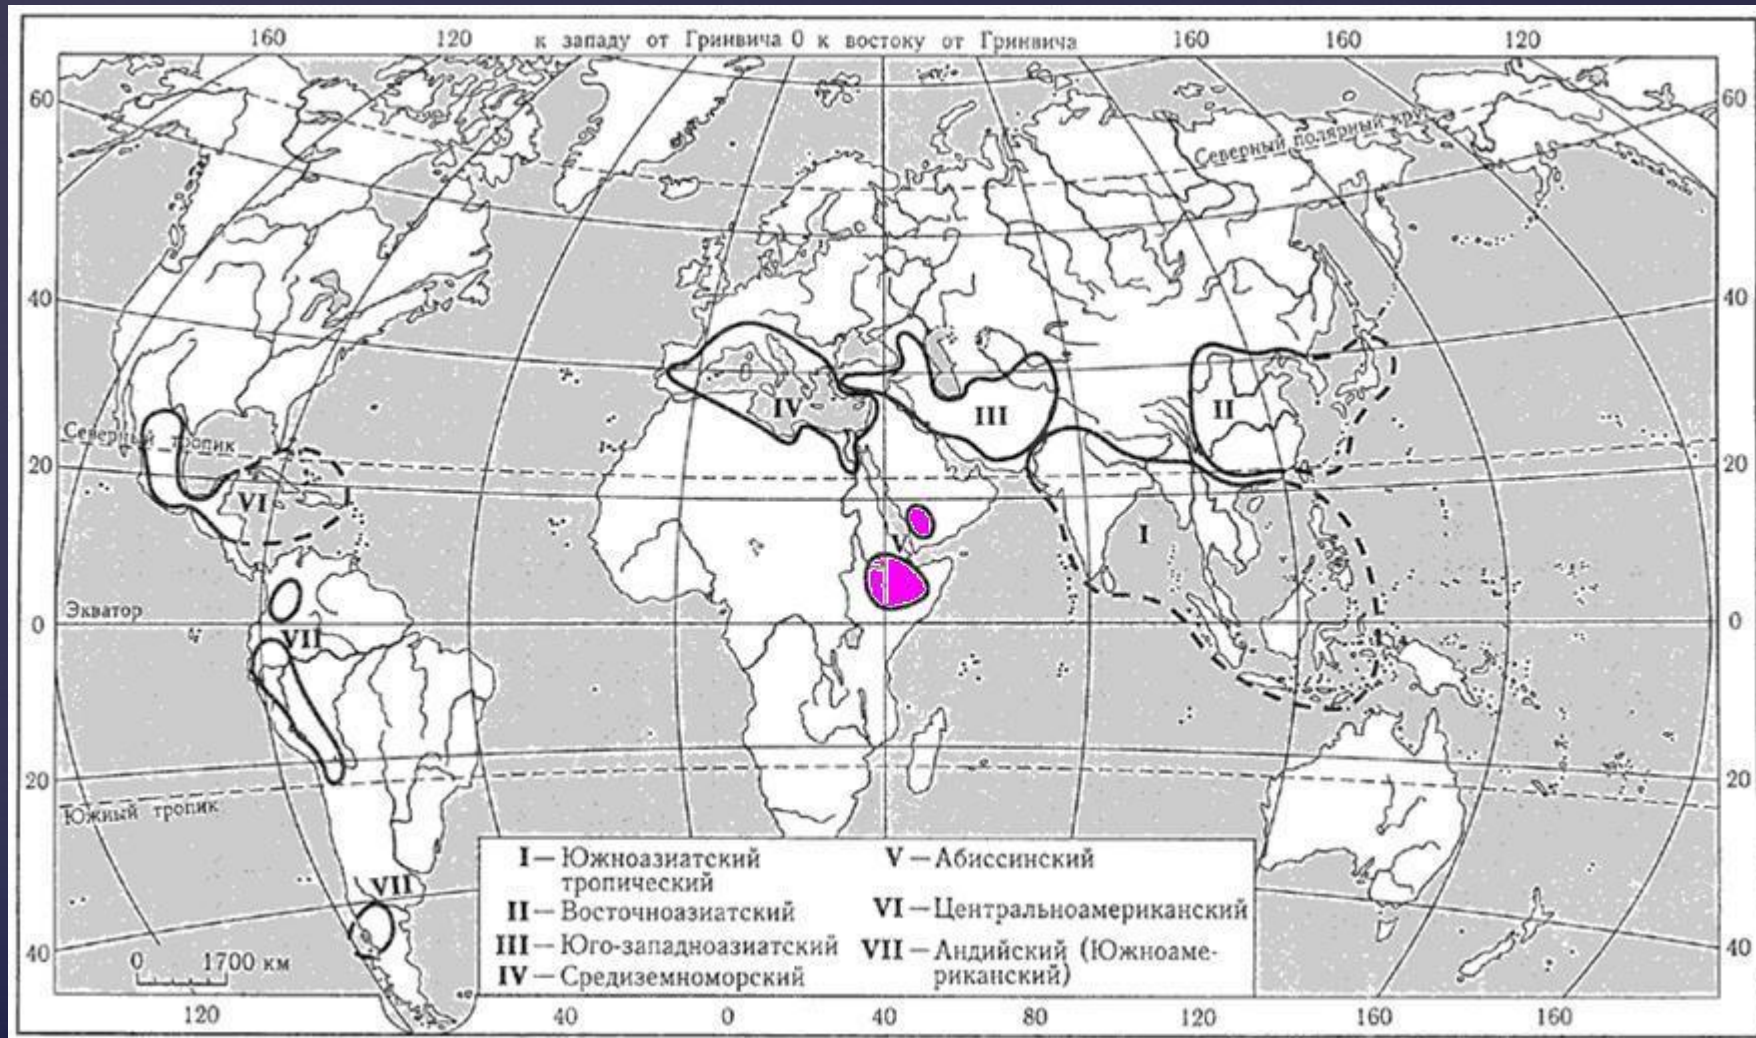 160 120 к западу от Гринвича 0 к востоку от Гринвича 160 160 120
60 Северный полярный кру 60
40 40
IV III II
Северный тропик
20 20
VI V I
Экватор
0 0
VII
20 20
Южный тропик
VII
I — Южноазиатский
тропический
II — Восточноазиатский
III — Юго-западноазиатский
IV — Средиземноморский
V — Абиссинский
VI — Центральноамериканский
VII — Андийский (Южноаме-
риканский)
40 40
0 1700 км
120 40 0 40 80 120 160 160